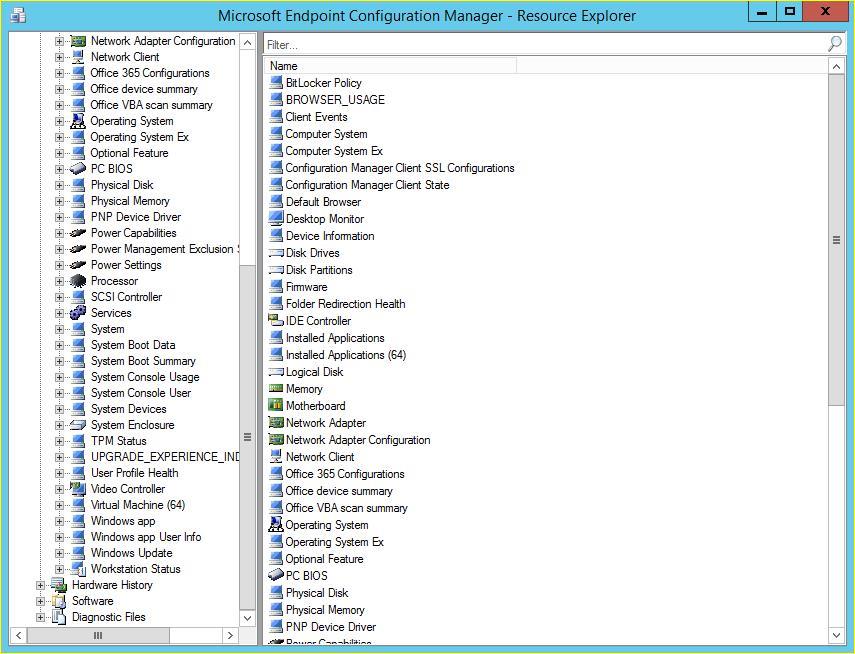 Microsoft Endpoint Configuration Manager - Resource Explorer
Network Adapter Configuration
Network Client
Office 365 Configurations
Office device summary
Office VBA scan summary
Operating System
Operating System Ex
Optional Feature
PC BIOS
Physical Disk
Physical Memory
PNP Device Driver
Power Capabilities
Power Management Exclusion S
Power Settings
Processor
SCSI Controller
Services
System
System Boot Data
System Boot Summary
System Console Usage
System Console User
System Devices
System Enclosure
TPM Status
UPGRADE_EXPERIENCE_IND
User Profile Health
Video Controller
Virtual Machine (64)
Windows app
Windows app User Info
Windows Update
Workstation Status
Hardware History
Software
Diagnostic Files
Filter...
Name
BitLocker Policy
BROWSER_USAGE
Client Events
Computer System
Computer System Ex
Configuration Manager Client SSL Configurations
Configuration Manager Client State
Default Browser
Desktop Monitor
Device Information
Disk Drives
Disk Partitions
Firmware
Folder Redirection Health
IDE Controller
Installed Applications
Installed Applications (64)
Logical Disk
Memory
Motherboard
Network Adapter
Network Adapter Configuration
Network Client
Office 365 Configurations
Office device summary
Office VBA scan summary
Operating System
Operating System Ex
Optional Feature
PC BIOS
Physical Disk
Physical Memory
PNP Device Driver
Power Capabilities